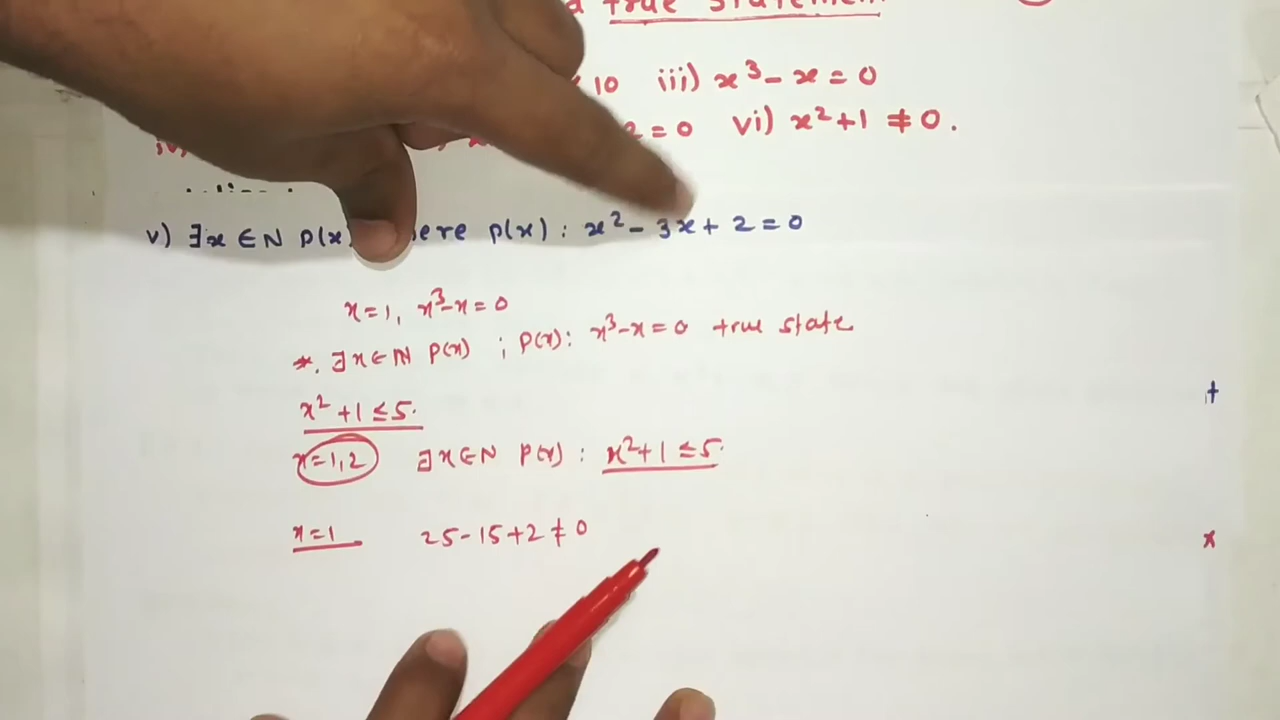 a true statement
10 iii) x³ - x = 0
2 = 0 vi) x² + 1 ≠ 0.
v) ∃x ∈ N p(x) p(x) : x² - 3x + 2 = 0
x = 1, x³ - x = 0
*. ∃x ∈ N P(x) ; P(x): x³ - x = 0 true state
x² + 1 ≤ 5.
x = 1, 2 ∃x ∈ N P(x) : x² + 1 ≤ 5.
x = 1 25 - 15 + 2 ≠ 0